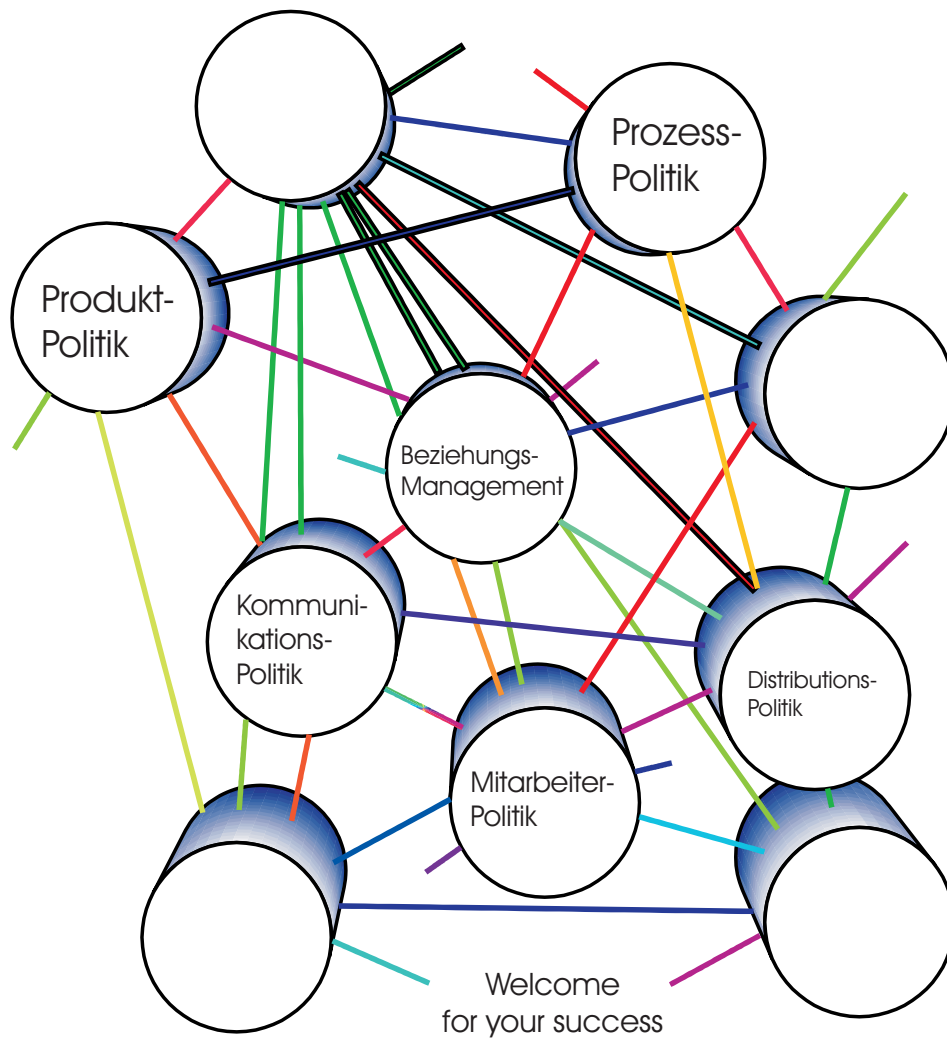 Prozess-
Politik
Produkt-
Politik
Beziehungs-
Management
Kommuni-
kations-
Politik
Distributions-
Politik
Mitarbeiter-
Politik
Welcome
for your success